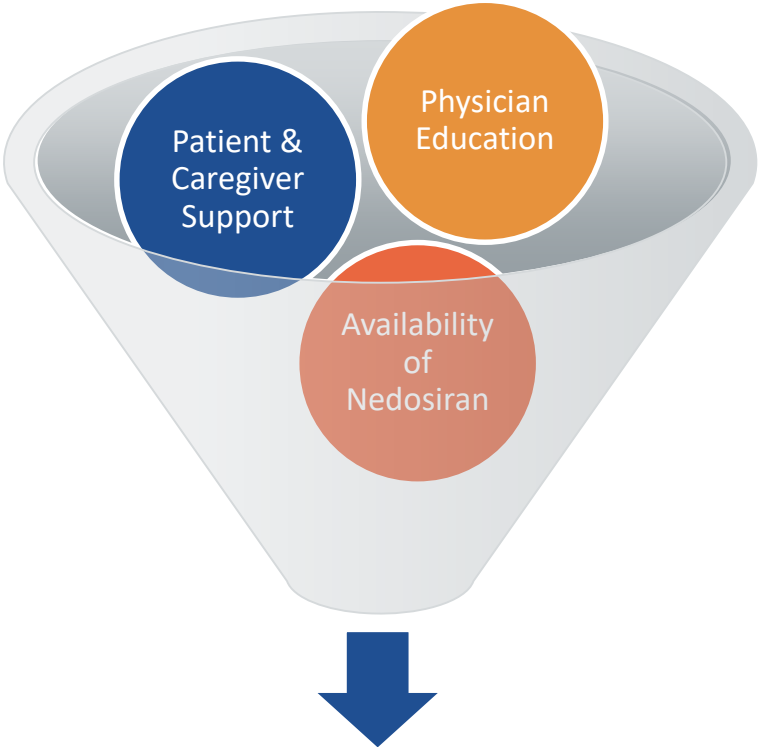 Physician
Education
Patient &
Caregiver
Support
Availability
of
Nedosiran